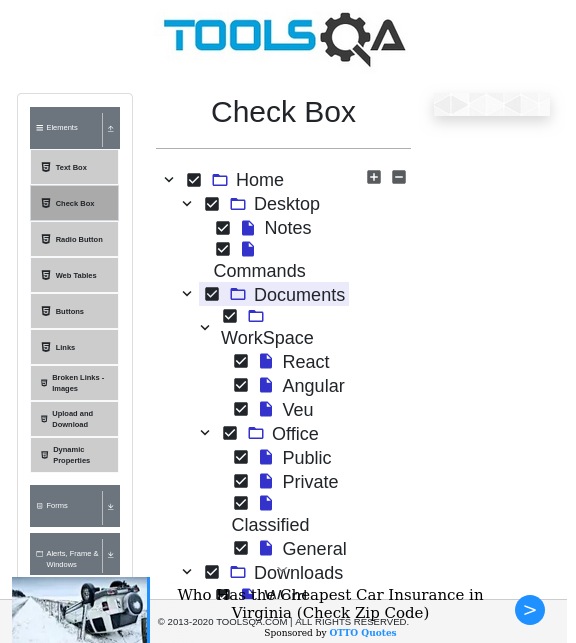 TOOLSQA
Check Box
Elements
Text Box
Check Box
Radio Button
Web Tables
Buttons
Links
Broken Links -
Images
Upload and
Download
Dynamic
Properties
Forms
Alerts, Frame &
Windows
Home
Desktop
Notes
Commands
Documents
WorkSpace
React
Angular
Veu
Office
Public
Private
Classified
General
Downloads
Who Has the Cheapest Car Insurance in
Virginia (Check Zip Code)
© 2013-2020 TOOLSQA.COM | ALL RIGHTS RESERVED.
Sponsored by OTTO Quotes